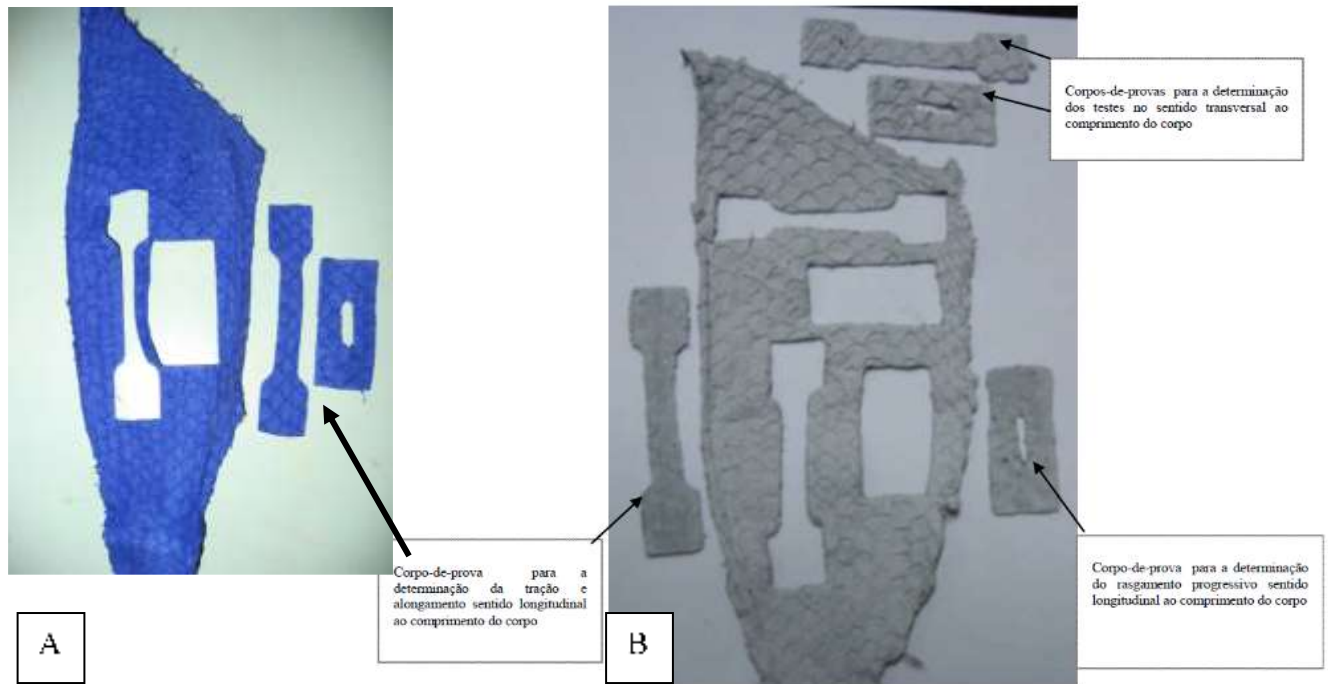 Corpos-de-provas para a determinação
dos testes no sentido transversal ao
comprimento do corpo
Corpo-de-prova para a
determinação da tração e
alongamento sentido longitudinal
ao comprimento do corpo
Corpo-de-prova para a determinação
do rasgamento progressivo sentido
longitudinal ao comprimento do corpo
A
B